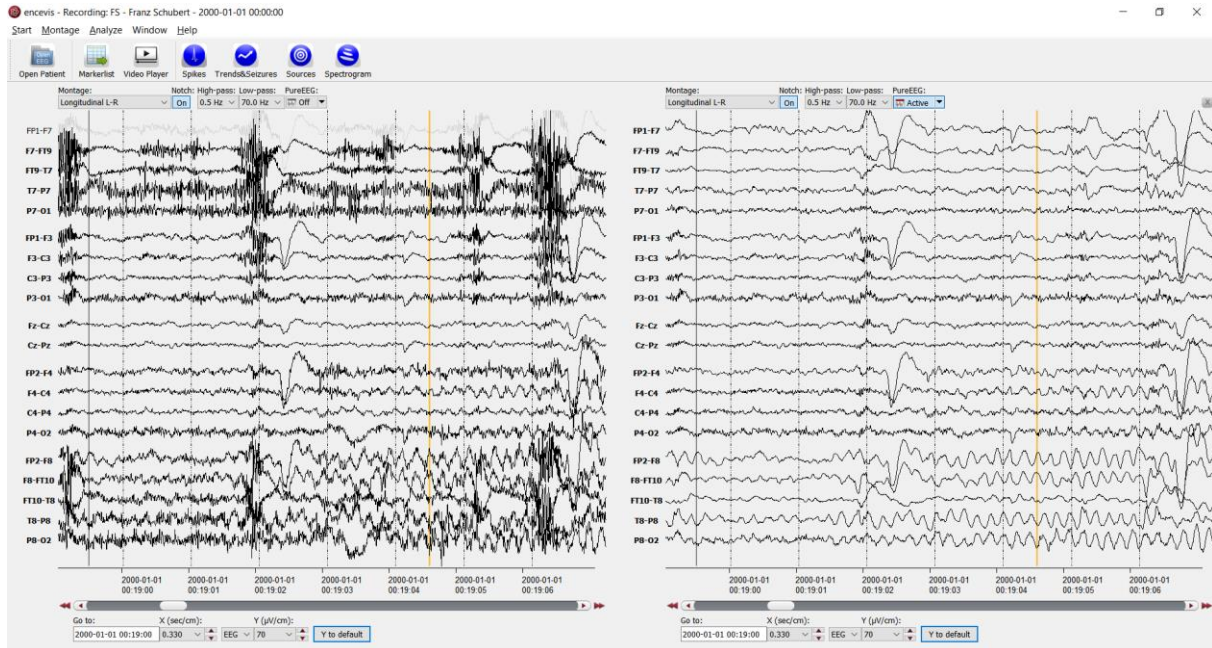 encevis - Recording: FS - Franz Schubert - 2000-01-01 00:00:00
Start Montage Analyze Window Help
Open Patient Markerlist Video Player Spikes Trends&Seizures Sources Spectrogram
Montage: Notch: High-pass: Low-pass: PureEEG:
Longitudinal L-R On 0.5 Hz 70.0 Hz Off
FP1-F7
F7-FT9
FT9-T7
T7-P7
P7-O1
FP1-F3
F3-C3
C3-P3
P3-O1
Fz-Cz
Cz-Pz
FP2-F4
F4-C4
C4-P4
P4-O2
FP2-F8
F8-FT10
FT10-T8
T8-P8
P8-O2
2000-01-01 2000-01-01 2000-01-01 2000-01-01 2000-01-01 2000-01-01 2000-01-01
00:19:00 00:19:01 00:19:02 00:19:03 00:19:04 00:19:05 00:19:06
Go to: X (sec/cm): Y (µV/cm):
2000-01-01 00:19:00 0.330 EEG 70 Y to default
Montage: Notch: High-pass: Low-pass: PureEEG:
Longitudinal L-R On 0.5 Hz 70.0 Hz Active
FP1-F7
F7-FT9
FT9-T7
T7-P7
P7-O1
FP1-F3
F3-C3
C3-P3
P3-O1
Fz-Cz
Cz-Pz
FP2-F4
F4-C4
C4-P4
P4-O2
FP2-F8
F8-FT10
FT10-T8
T8-P8
P8-O2
2000-01-01 2000-01-01 2000-01-01 2000-01-01 2000-01-01 2000-01-01 2000-01-01
00:19:00 00:19:01 00:19:02 00:19:03 00:19:04 00:19:05 00:19:06
Go to: X (sec/cm): Y (µV/cm):
2000-01-01 00:19:00 0.330 EEG 70 Y to default